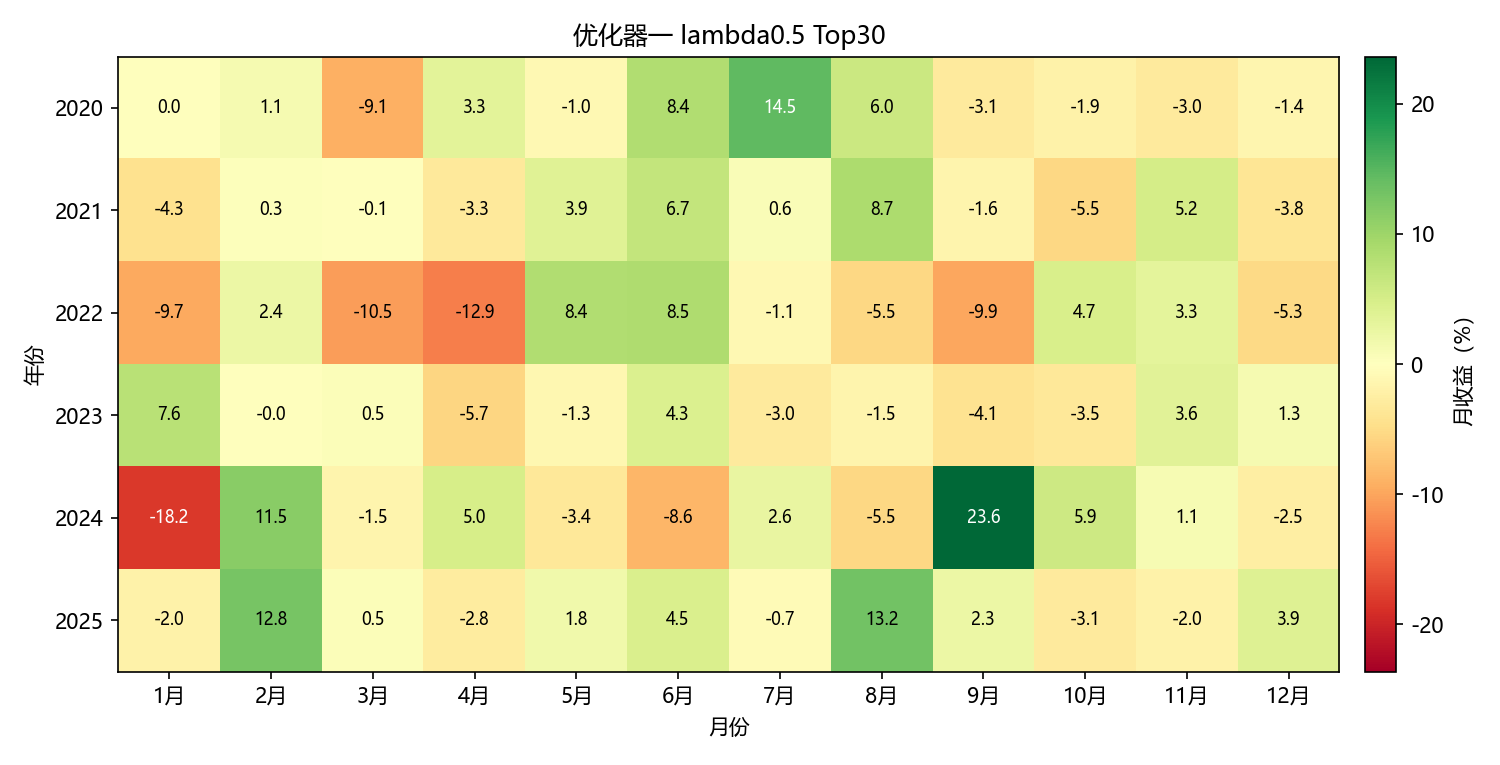 优化器一 lambda0.5 Top30
2020 0.0 1.1 -9.1 3.3 -1.0 8.4 14.5 6.0 -3.1 -1.9 -3.0 -1.4
2021 -4.3 0.3 -0.1 -3.3 3.9 6.7 0.6 8.7 -1.6 -5.5 5.2 -3.8
2022 -9.7 2.4 -10.5 -12.9 8.4 8.5 -1.1 -5.5 -9.9 4.7 3.3 -5.3
2023 7.6 -0.0 0.5 -5.7 -1.3 4.3 -3.0 -1.5 -4.1 -3.5 3.6 1.3
2024 -18.2 11.5 -1.5 5.0 -3.4 -8.6 2.6 -5.5 23.6 5.9 1.1 -2.5
2025 -2.0 12.8 0.5 -2.8 1.8 4.5 -0.7 13.2 2.3 -3.1 -2.0 3.9
1月 2月 3月 4月 5月 6月 7月 8月 9月 10月 11月 12月
月份
年份
20
10
0
-10
-20
月收益 (%)